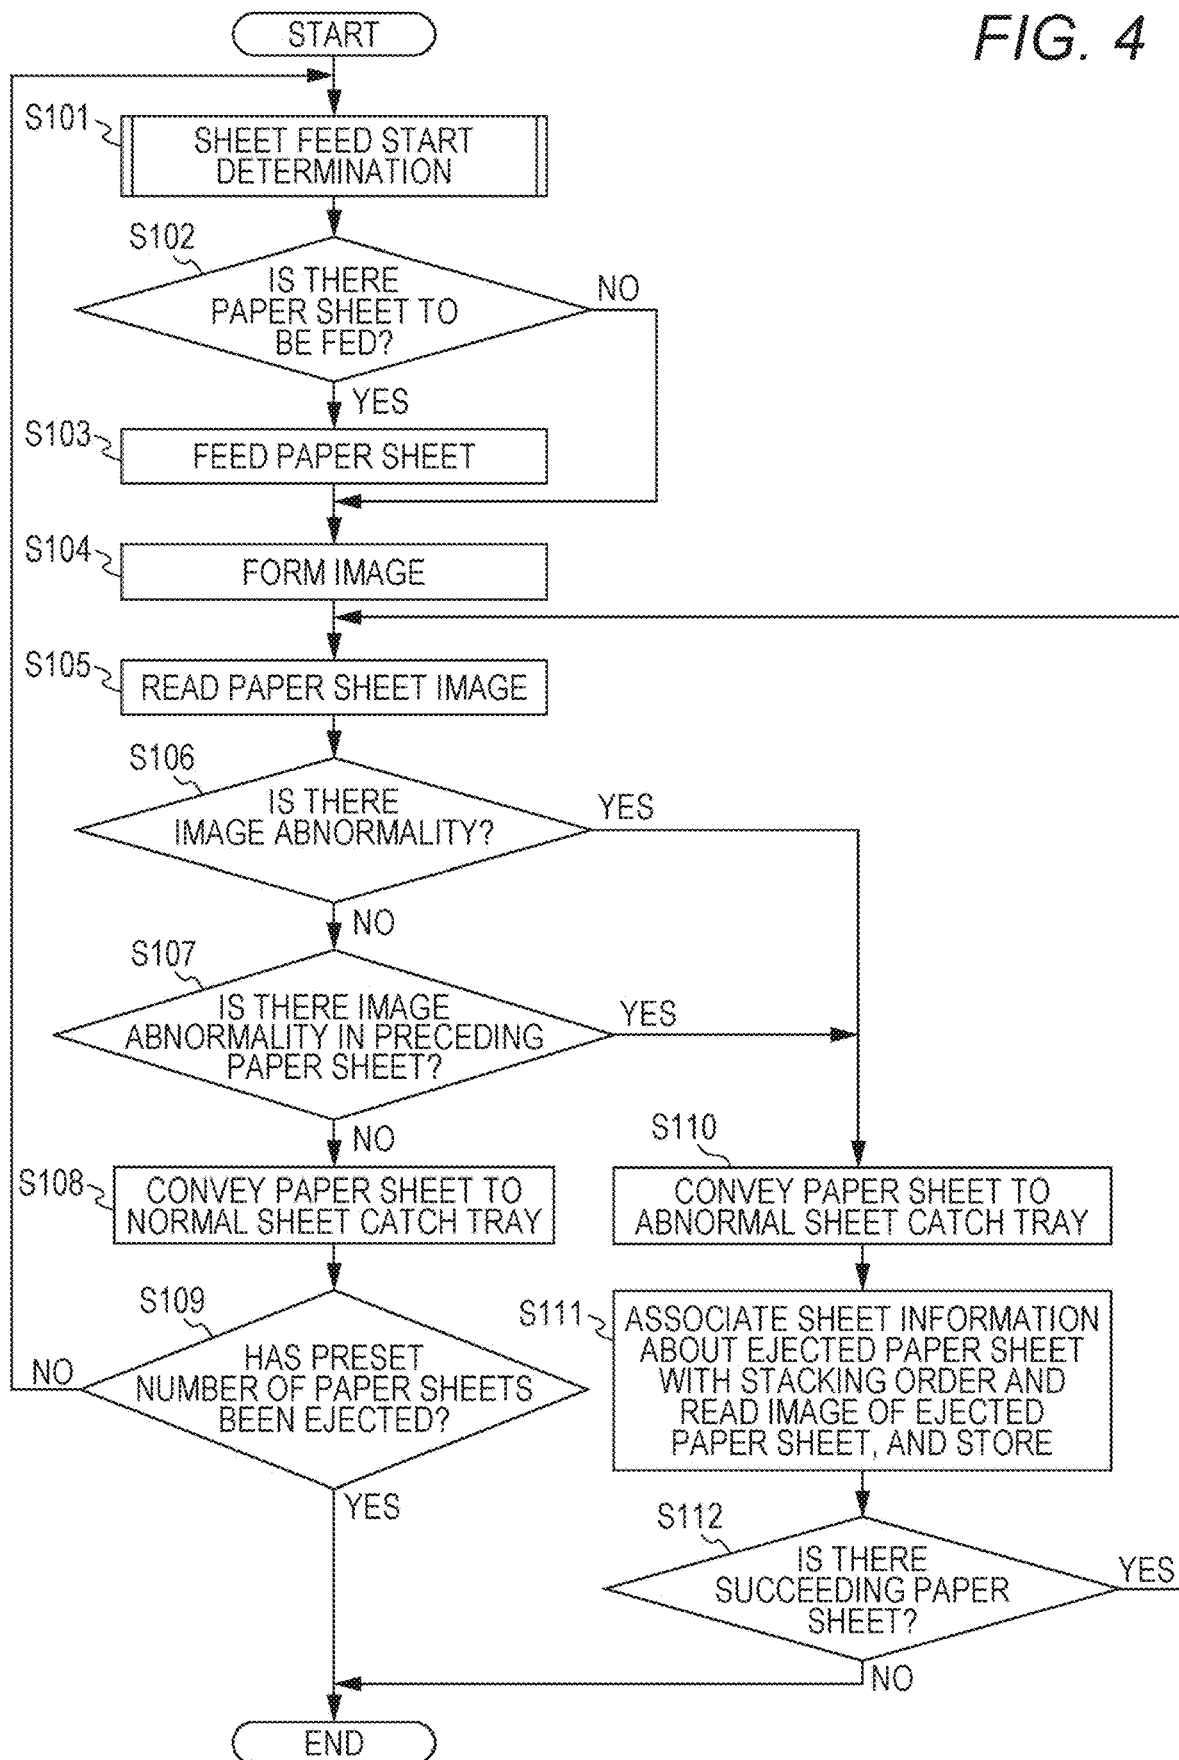 FIG. 4
START
S101
SHEET FEED START
DETERMINATION
S102
IS THERE
PAPER SHEET TO
BE FED?
NO
YES
S103
FEED PAPER SHEET
S104
FORM IMAGE
S105
READ PAPER SHEET IMAGE
S106
IS THERE
IMAGE ABNORMALITY?
YES
NO
S107
IS THERE IMAGE
ABNORMALITY IN PRECEDING
PAPER SHEET?
YES
NO
S108
CONVEY PAPER SHEET TO
NORMAL SHEET CATCH TRAY
S110
CONVEY PAPER SHEET TO
ABNORMAL SHEET CATCH TRAY
S109
HAS PRESET
NUMBER OF PAPER SHEETS
BEEN EJECTED?
NO
YES
S111
ASSOCIATE SHEET INFORMATION
ABOUT EJECTED PAPER SHEET
WITH STACKING ORDER AND
READ IMAGE OF EJECTED
PAPER SHEET, AND STORE
S112
IS THERE
SUCCEEDING PAPER
SHEET?
YES
NO
END